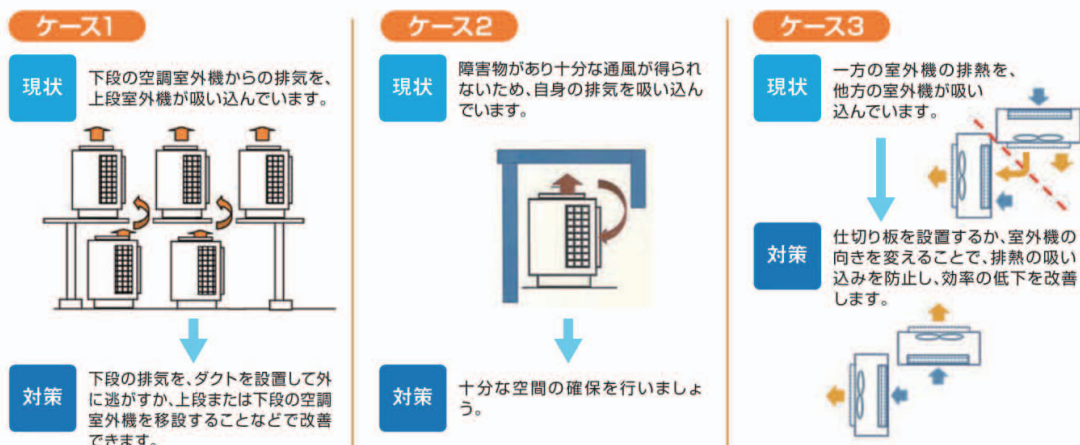 ケース1
現状
下段の空調室外機からの排気を、
上段室外機が吸い込んでいます。
対策
下段の排気を、ダクトを設置して外
に逃がすか、上段または下段の空調
室外機を移設することなどで改善
できます。
ケース2
現状
障害物があり十分な通風が得られ
ないため、自身の排気を吸い込ん
でいます。
対策
十分な空間の確保を行いましょ
う。
ケース3
現状
一方の室外機の排熱を、
他方の室外機が吸い
込んでいます。
対策
仕切り板を設置するか、室外機の
向きを変えることで、排熱の吸い
込みを防止し、効率の低下を改善
します。